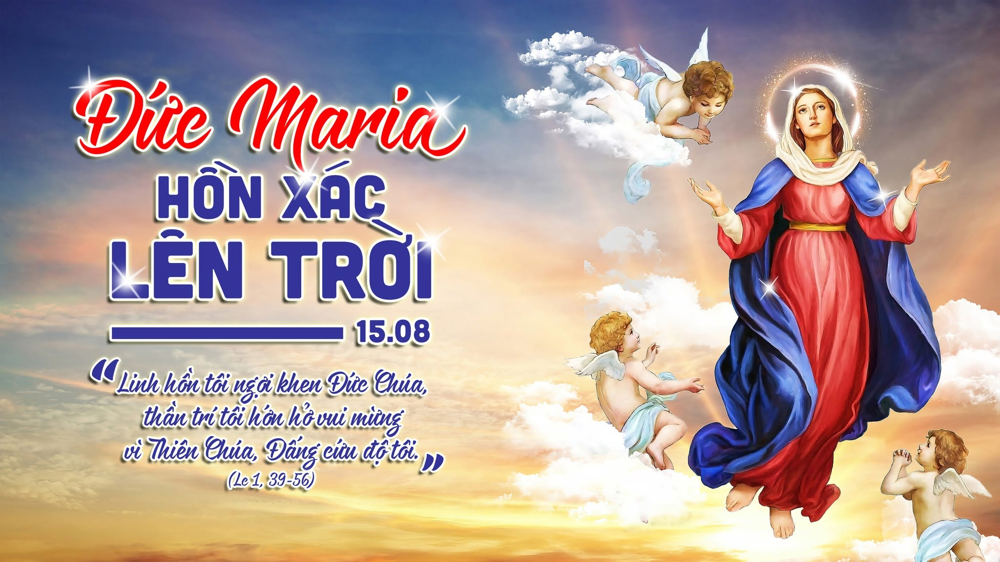 Đức Maria
HỒN XÁC
LÊN TRỜI
15.08
“Linh hồn tôi ngợi khen Đức Chúa,
thần trí tôi hớn hở vui mừng
vì Thiên Chúa, Đấng cứu độ tôi.”
(Lc 1, 39-56)